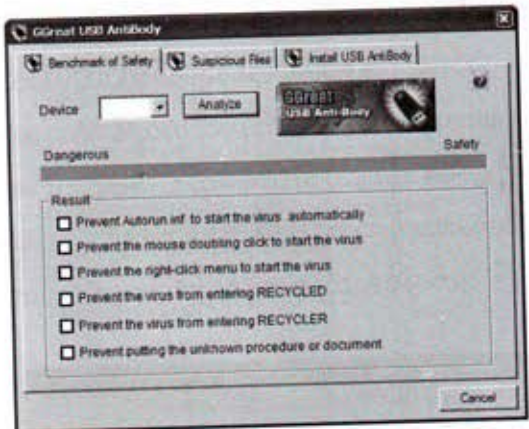 GGreat USB AntiBody
Benchmark of Safety
Suspicious Files
Install USB AntiBody
Device
Analyze
GGreat
USB Anti-Body
Dangerous
Safety
Result
Prevent Autorun.inf to start the virus automatically
Prevent the mouse doubling click to start the virus
Prevent the right-click menu to start the virus
Prevent the virus from entering RECYCLED
Prevent the virus from entering RECYCLER
Prevent putting the unknown procedure or document
Cancel